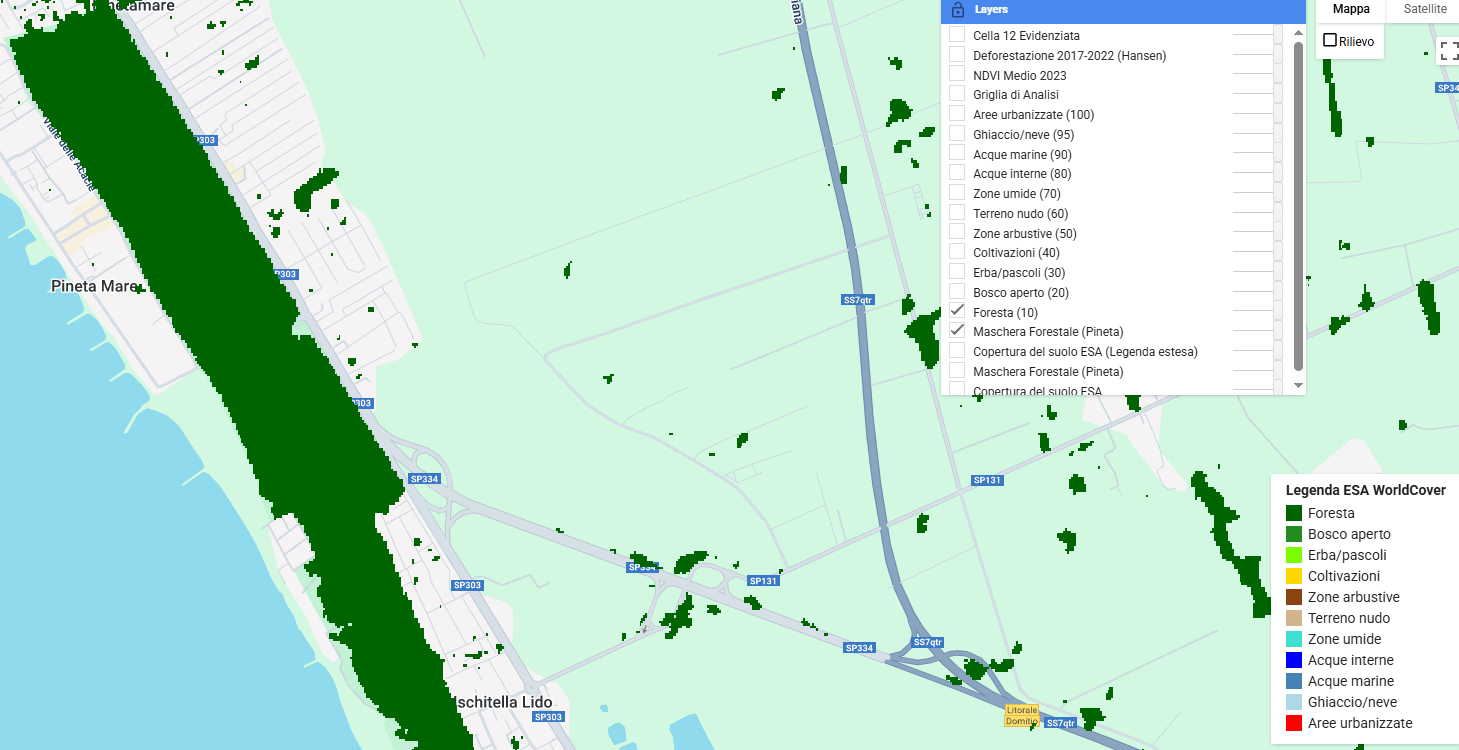 Viale delle Acacie
Pineta Mare
SP303
SP303
SP334
SP303
SP303
Ischitella Lido
SS7qtr
SP131
SP131
SP334
SS7qtr
SS7qtr
Litorale
Domitio
Layers
Cella 12 Evidenziata
Deforestazione 2017-2022 (Hansen)
NDVI Medio 2023
Griglia di Analisi
Aree urbanizzate (100)
Ghiaccio/neve (95)
Acque marine (90)
Acque interne (80)
Zone umide (70)
Terreno nudo (60)
Zone arbustive (50)
Coltivazioni (40)
Erba/pascoli (30)
Bosco aperto (20)
Foresta (10)
Maschera Forestale (Pineta)
Copertura del suolo ESA (Legenda estesa)
Maschera Forestale (Pineta)
Copertura del suolo ESA
Mappa
Satellite
Rilievo
Legenda ESA WorldCover
Foresta
Bosco aperto
Erba/pascoli
Coltivazioni
Zone arbustive
Terreno nudo
Zone umide
Acque interne
Acque marine
Ghiaccio/neve
Aree urbanizzate